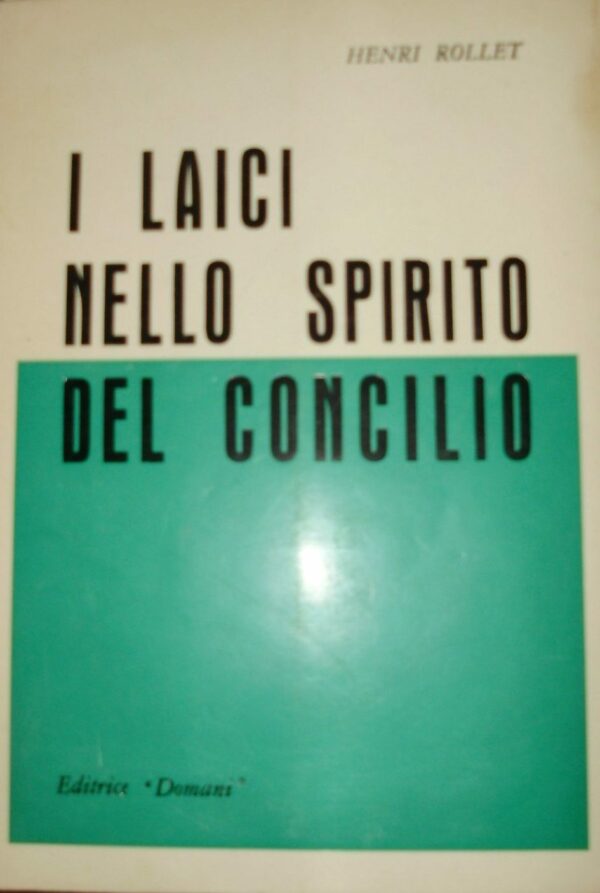 HENRI ROLLET
I LAICI
NELLO SPIRITO
DEL CONCILIO
Editrice "Domani"